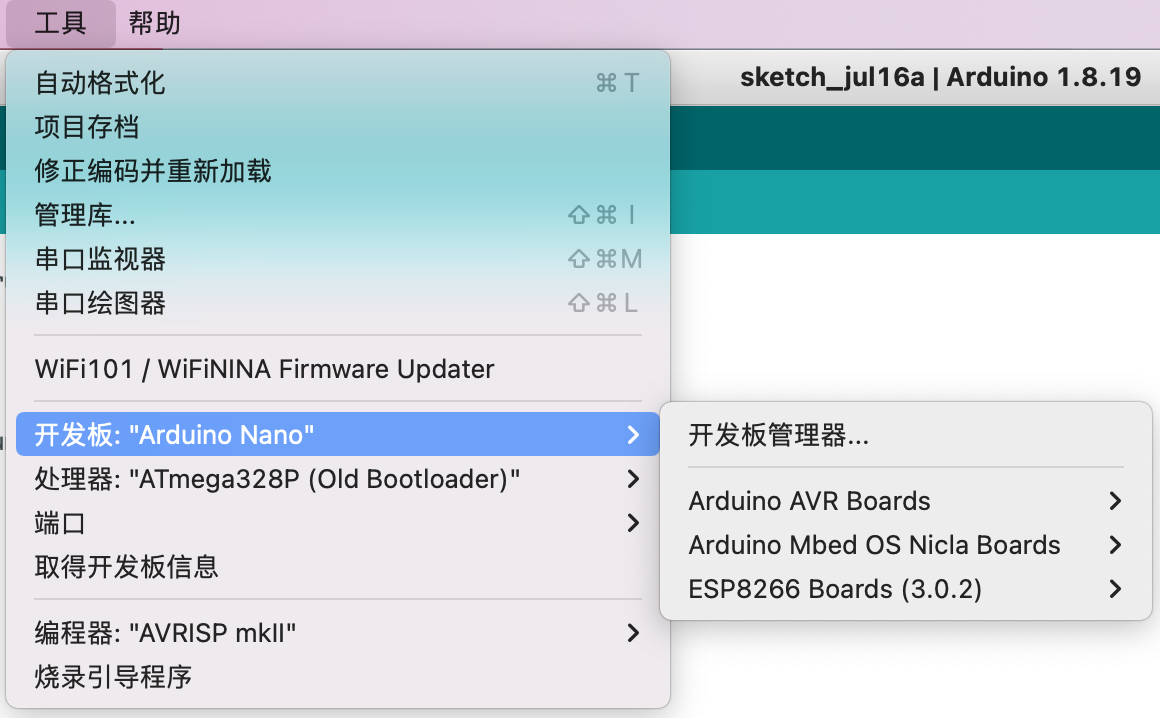 工具 帮助
sketch_jul16a | Arduino 1.8.19
自动格式化 ⌘ T
项目存档
修正编码并重新加载
管理库... ⇧ ⌘ I
串口监视器 ⇧ ⌘ M
串口绘图器 ⇧ ⌘ L
WiFi101 / WiFiNINA Firmware Updater
开发板: "Arduino Nano"
处理器: "ATmega328P (Old Bootloader)"
端口
取得开发板信息
编程器: "AVRISP mkII"
烧录引导程序
开发板管理器...
Arduino AVR Boards
Arduino Mbed OS Nicla Boards
ESP8266 Boards (3.0.2)